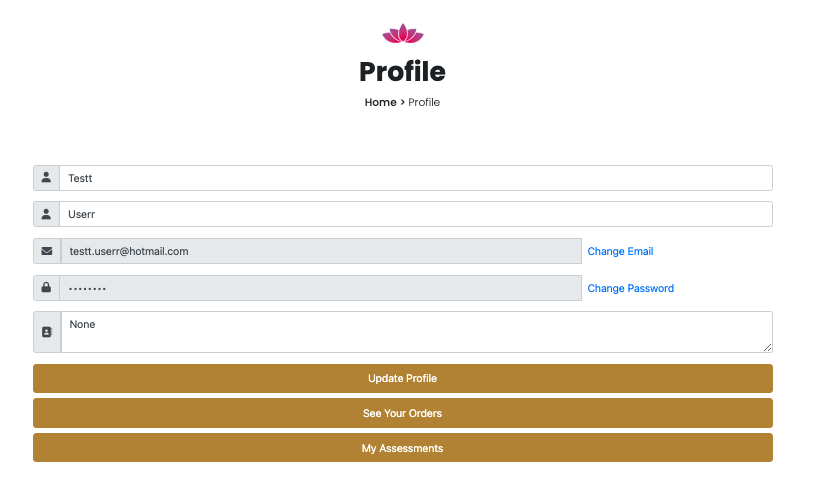 Profile
Home > Profile
Testt
Userr
testt.userr@hotmail.com Change Email
•••••••• Change Password
None
Update Profile
See Your Orders
My Assessments